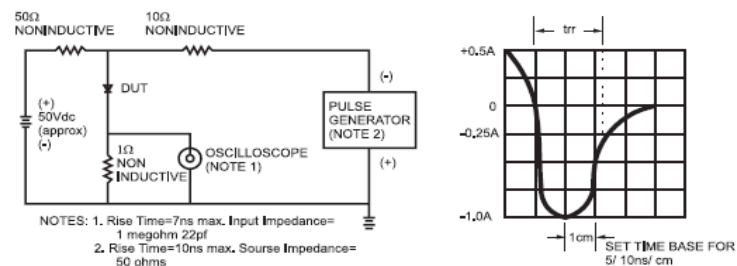 50Ω
NONINDUCTIVE
10Ω
NONINDUCTIVE
DUT
(+)
50Vdc
(approx)
(-)
1Ω
NON
INDUCTIVE
OSCILLOSCOPE
(NOTE 1)
(-)
PULSE
GENERATOR
(NOTE 2)
(+)
NOTES: 1. Rise Time=7ns max. Input Impedance=
1 megohm 22pf
2. Rise Time=10ns max. Sourse Impedance=
50 ohms
trr
+0.5A
0
-0.25A
-1.0A
1cm
SET TIME BASE FOR
5/ 10ns/ cm